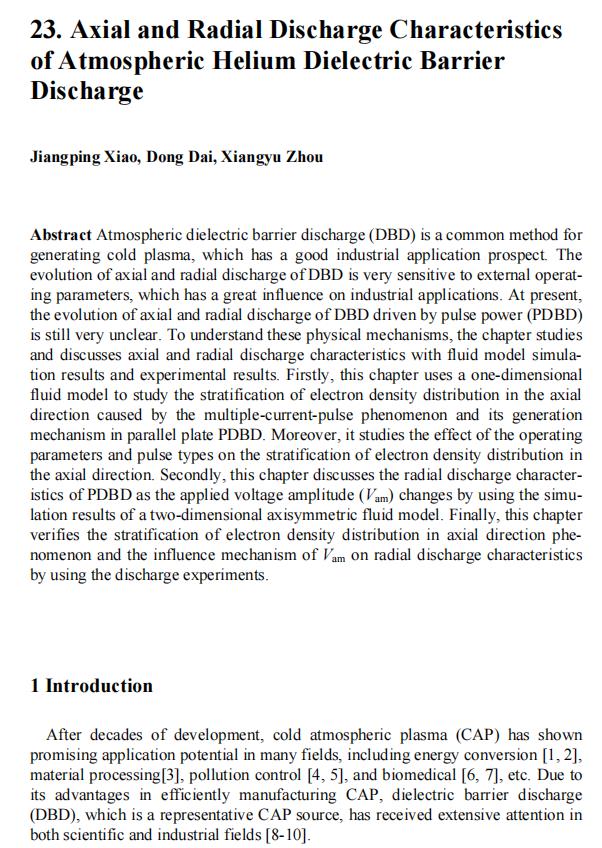 23. Axial and Radial Discharge Characteristics
of Atmospheric Helium Dielectric Barrier
Discharge
Jiangping Xiao, Dong Dai, Xiangyu Zhou
Abstract Atmospheric dielectric barrier discharge (DBD) is a common method for
generating cold plasma, which has a good industrial application prospect. The
evolution of axial and radial discharge of DBD is very sensitive to external operat-
ing parameters, which has a great influence on industrial applications. At present,
the evolution of axial and radial discharge of DBD driven by pulse power (PDBD)
is still very unclear. To understand these physical mechanisms, the chapter studies
and discusses axial and radial discharge characteristics with fluid model simula-
tion results and experimental results. Firstly, this chapter uses a one-dimensional
fluid model to study the stratification of electron density distribution in the axial
direction caused by the multiple-current-pulse phenomenon and its generation
mechanism in parallel plate PDBD. Moreover, it studies the effect of the operating
parameters and pulse types on the stratification of electron density distribution in
the axial direction. Secondly, this chapter discusses the radial discharge character-
istics of PDBD as the applied voltage amplitude (Vam) changes by using the simu-
lation results of a two-dimensional axisymmetric fluid model. Finally, this chapter
verifies the stratification of electron density distribution in axial direction phe-
nomenon and the influence mechanism of Vam on radial discharge characteristics
by using the discharge experiments.
1 Introduction
After decades of development, cold atmospheric plasma (CAP) has shown
promising application potential in many fields, including energy conversion [1, 2],
material processing[3], pollution control [4, 5], and biomedical [6, 7], etc. Due to
its advantages in efficiently manufacturing CAP, dielectric barrier discharge
(DBD), which is a representative CAP source, has received extensive attention in
both scientific and industrial fields [8-10].